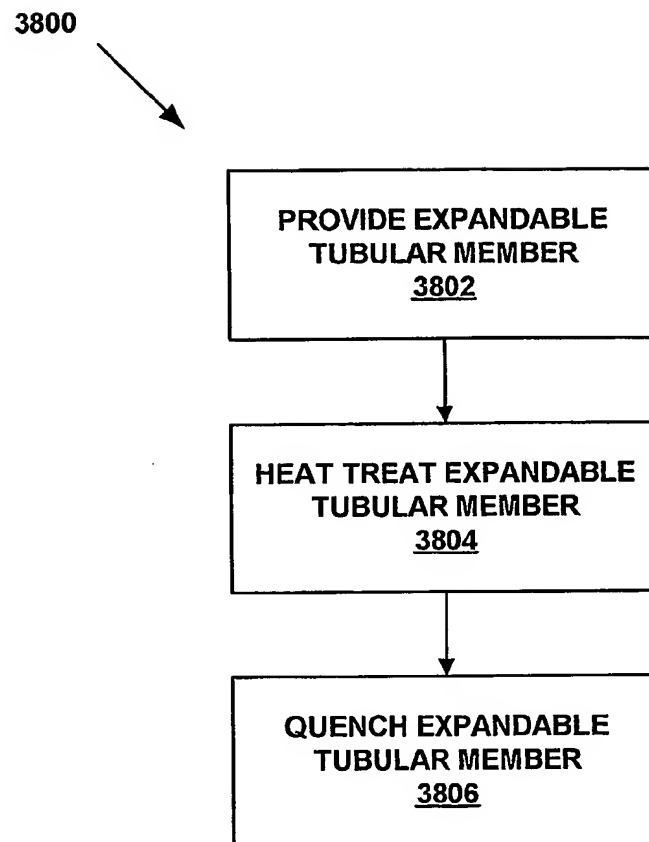 3800
PROVIDE EXPANDABLE
TUBULAR MEMBER
3802
HEAT TREAT EXPANDABLE
TUBULAR MEMBER
3804
QUENCH EXPANDABLE
TUBULAR MEMBER
3806